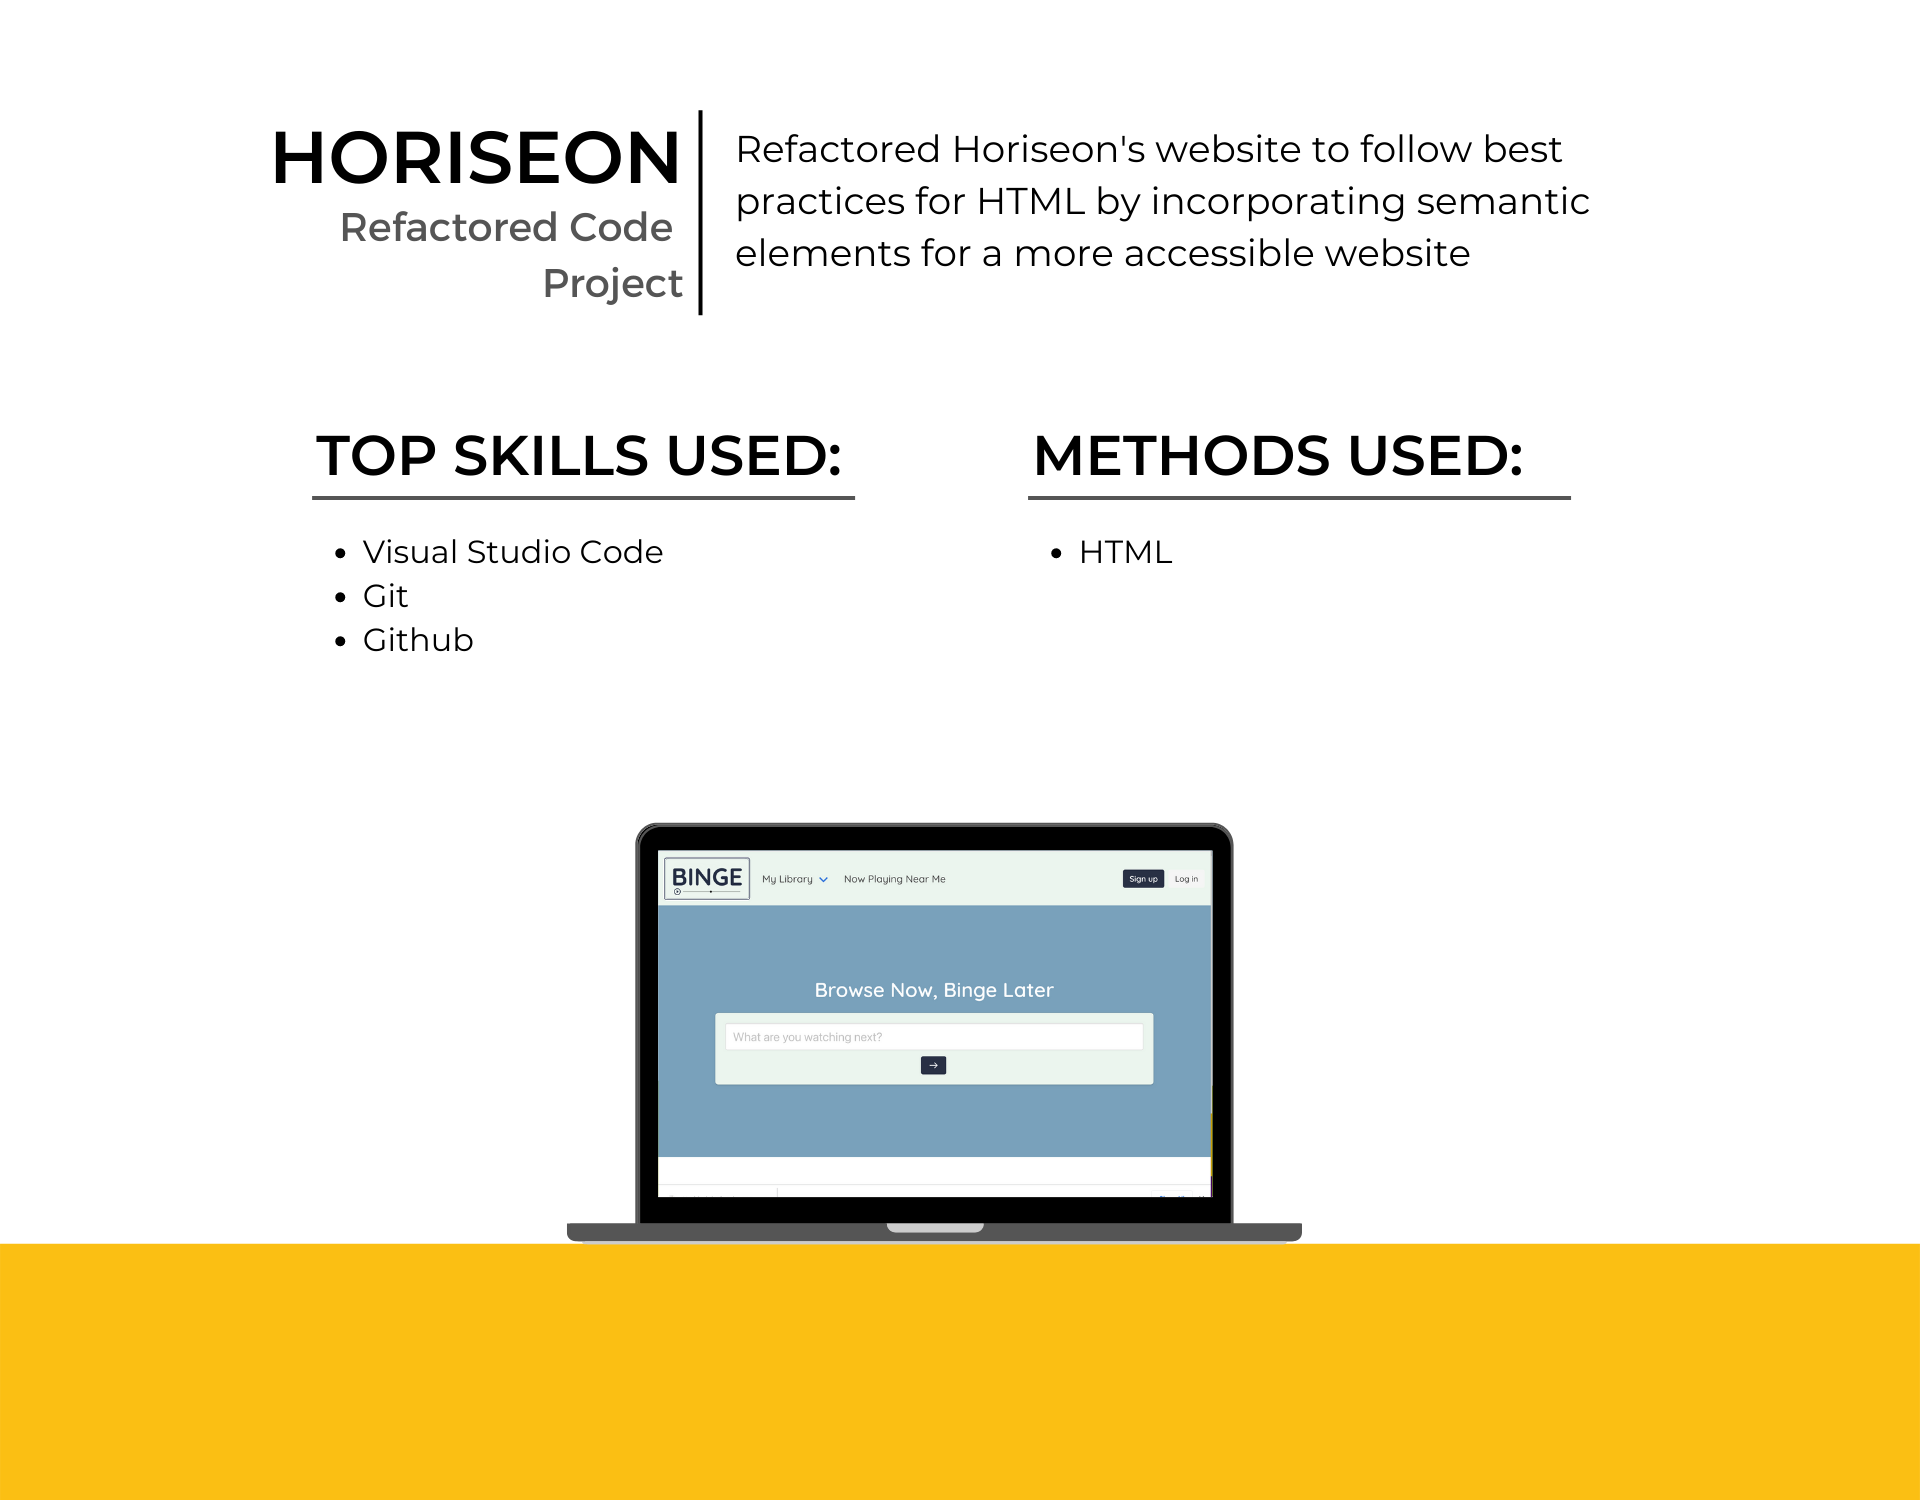 HORISEON
Refactored Code
Project
Refactored Horiseon's website to follow best
practices for HTML by incorporating semantic
elements for a more accessible website
TOP SKILLS USED:
• Visual Studio Code
• Git
• Github
METHODS USED:
• HTML
BINGE
My Library
Now Playing Near Me
Sign up
Log in
Browse Now, Binge Later
What are you watching next?